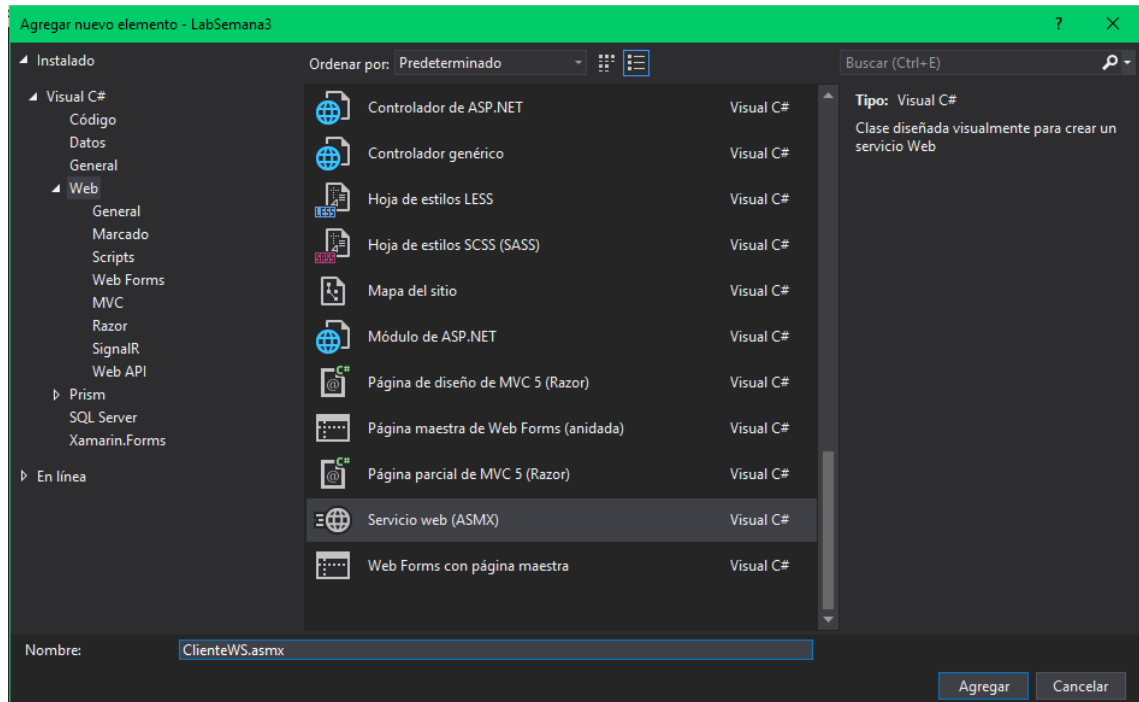 Agregar nuevo elemento - LabSemana3
? ×
Instalado
Visual C#
Código
Datos
General
Web
General
Marcado
Scripts
Web Forms
MVC
Razor
SignalR
Web API
Prism
SQL Server
Xamarin.Forms
En línea
Ordenar por: Predeterminado
Controlador de ASP.NET Visual C#
Controlador genérico Visual C#
LESS Hoja de estilos LESS Visual C#
SASS Hoja de estilos SCSS (SASS) Visual C#
Mapa del sitio Visual C#
Módulo de ASP.NET Visual C#
C# @ Página de diseño de MVC 5 (Razor) Visual C#
Página maestra de Web Forms (anidada) Visual C#
C# @ Página parcial de MVC 5 (Razor) Visual C#
Servicio web (ASMX) Visual C#
Web Forms con página maestra Visual C#
Buscar (Ctrl+E)
Tipo: Visual C#
Clase diseñada visualmente para crear un
servicio Web
Nombre: ClienteWS.asmx
Agregar Cancelar